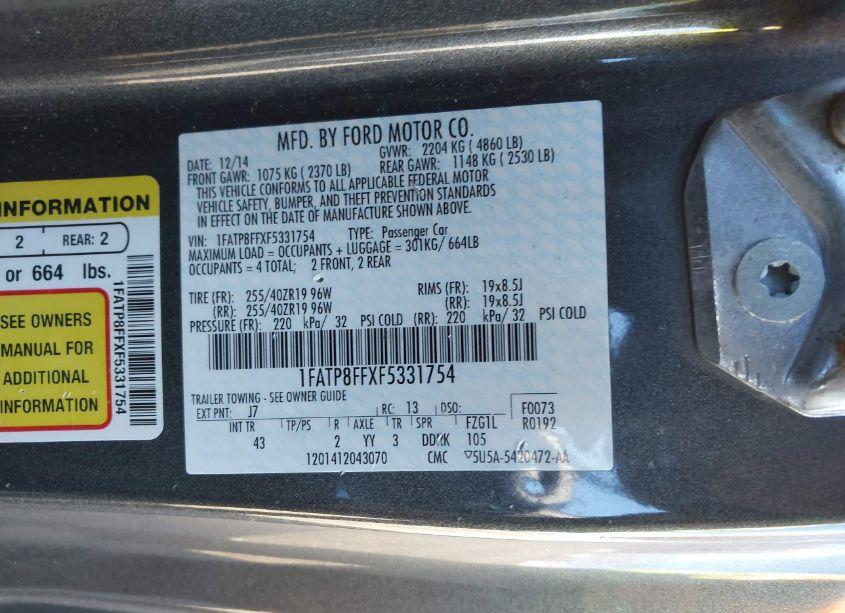 MFD. BY FORD MOTOR CO.
DATE: 12/14 GVWR: 2204 KG ( 4860 LB)
FRONT GAWR: 1075 KG ( 2370 LB) REAR GAWR: 1148 KG ( 2530 LB)
THIS VEHICLE CONFORMS TO ALL APPLICABLE FEDERAL MOTOR
VEHICLE SAFETY, BUMPER, AND THEFT PREVENTION STANDARDS
IN EFFECT ON THE DATE OF MANUFACTURE SHOWN ABOVE.
VIN: 1FATP8FFXF5331754 TYPE: Passenger Car
MAXIMUM LOAD = OCCUPANTS + LUGGAGE = 301KG/ 664LB
OCCUPANTS = 4 TOTAL; 2 FRONT, 2 REAR
TIRE (FR): 255/40ZR19 96W RIMS (FR): 19x8.5J
(RR): 255/40ZR19 96W (RR): 19x8.5J
PRESSURE (FR): 220 kPa/ 32 PSI COLD (RR): 220 kPa/ 32 PSI COLD
1FATP8FFXF5331754
TRAILER TOWING - SEE OWNER GUIDE
EXT PNT: J7 RC: 13 DSO: F0073
INT TR TP/PS R AXLE TR SPR FZG1L R0192
43 2 YY 3 105
1201412043070 CMC
INFORMATION
2 REAR: 2
or 664 lbs.
SEE OWNERS
MANUAL FOR
ADDITIONAL
INFORMATION
1FATP8FFXF5331754